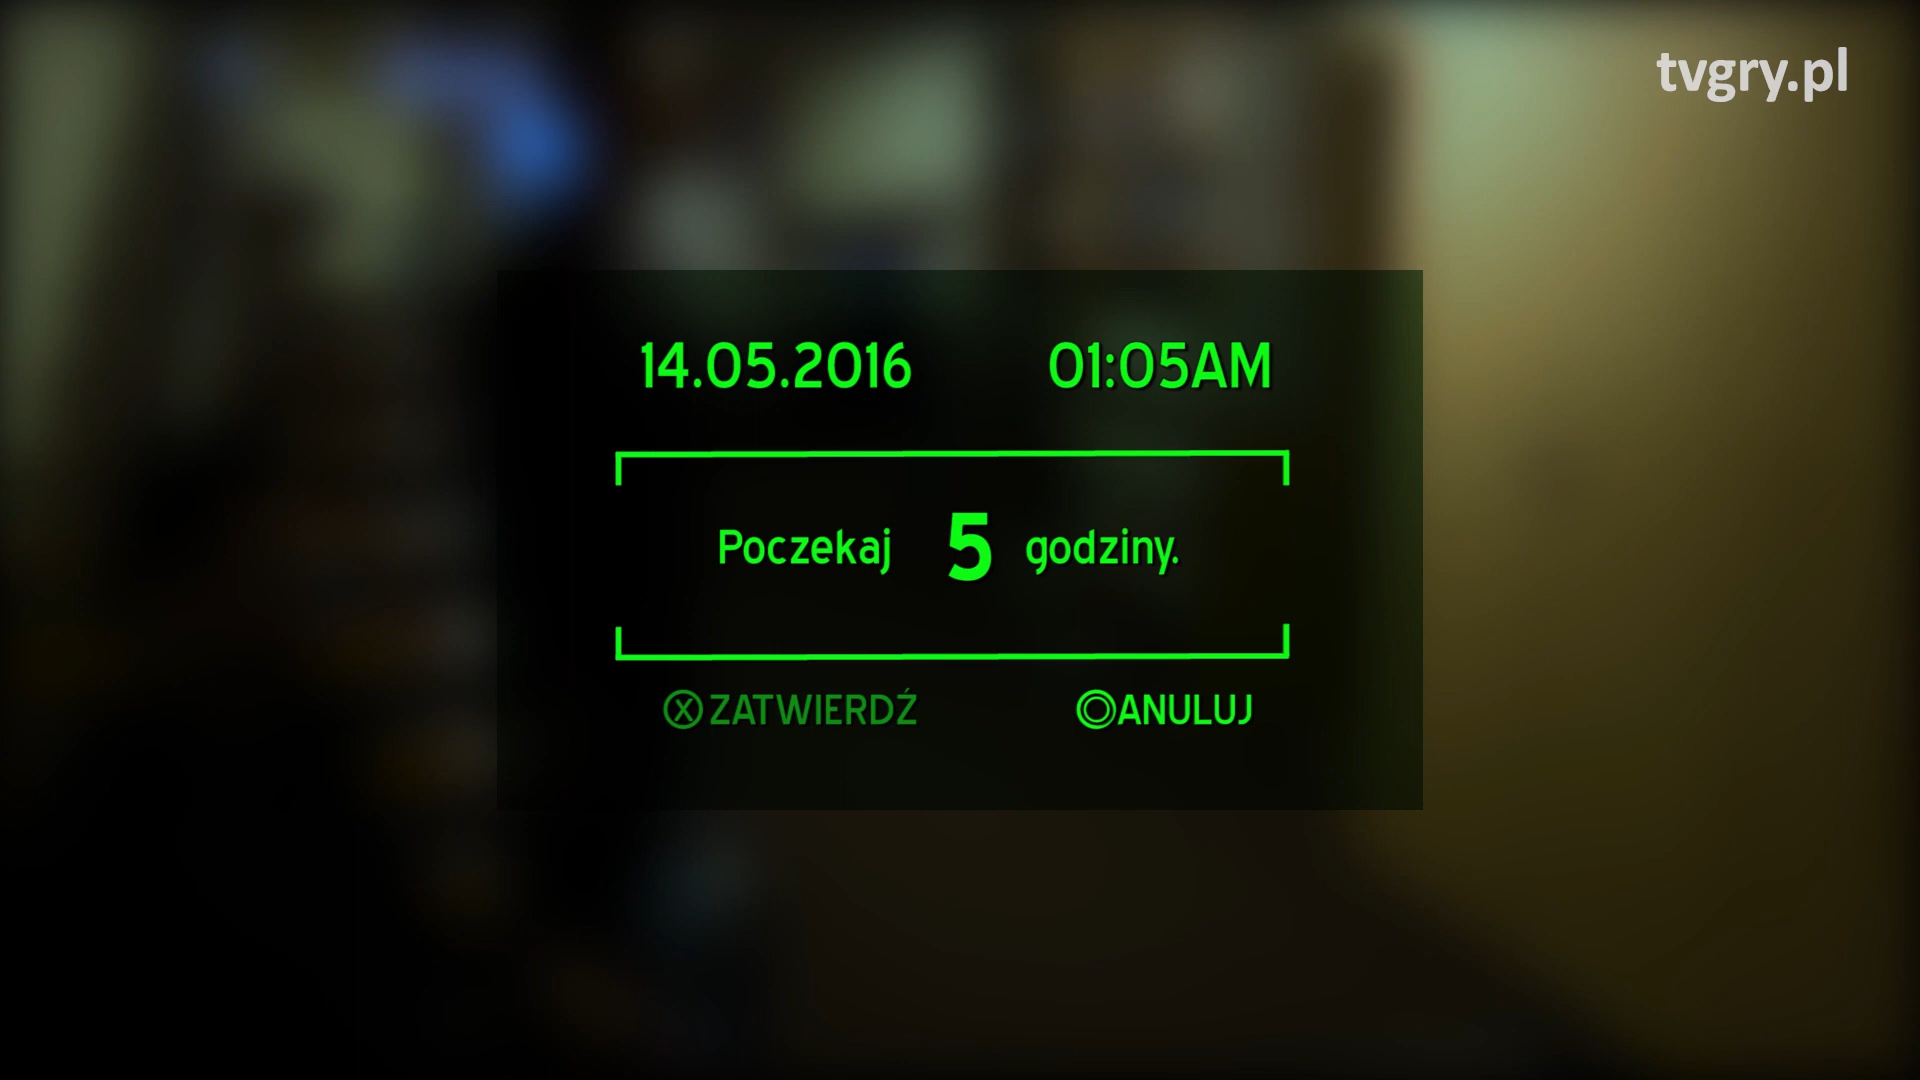 tvgry.pl
14.05.2016 01:05AM
Poczekaj 5 godziny.
ⓍZATWIERDŹ ◎ANULUJ